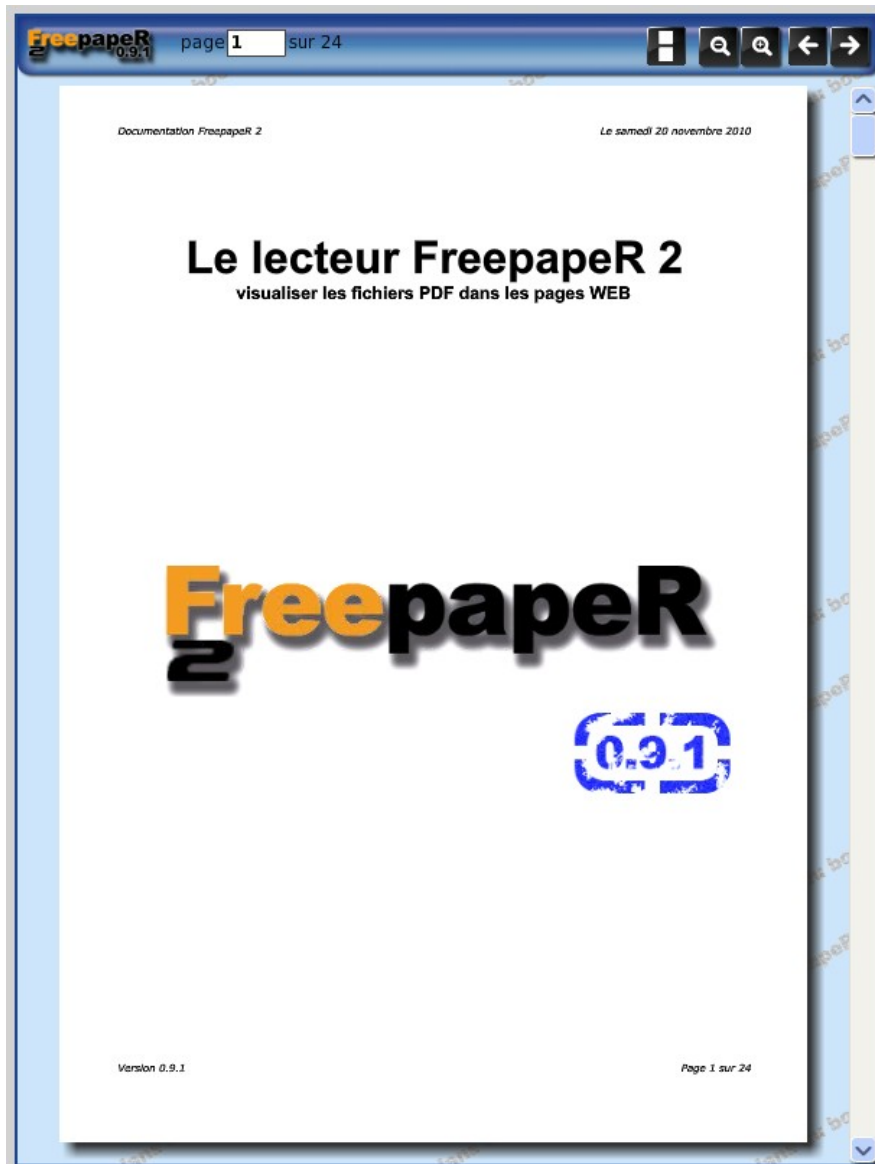 FreepapeR
2 0.9.1
page 1 sur 24
Documentation FreepapeR 2 Le samedi 20 novembre 2010
Le lecteur FreepapeR 2
visualiser les fichiers PDF dans les pages WEB
FreepapeR
2
0.9.1
Version 0.9.1 Page 1 sur 24